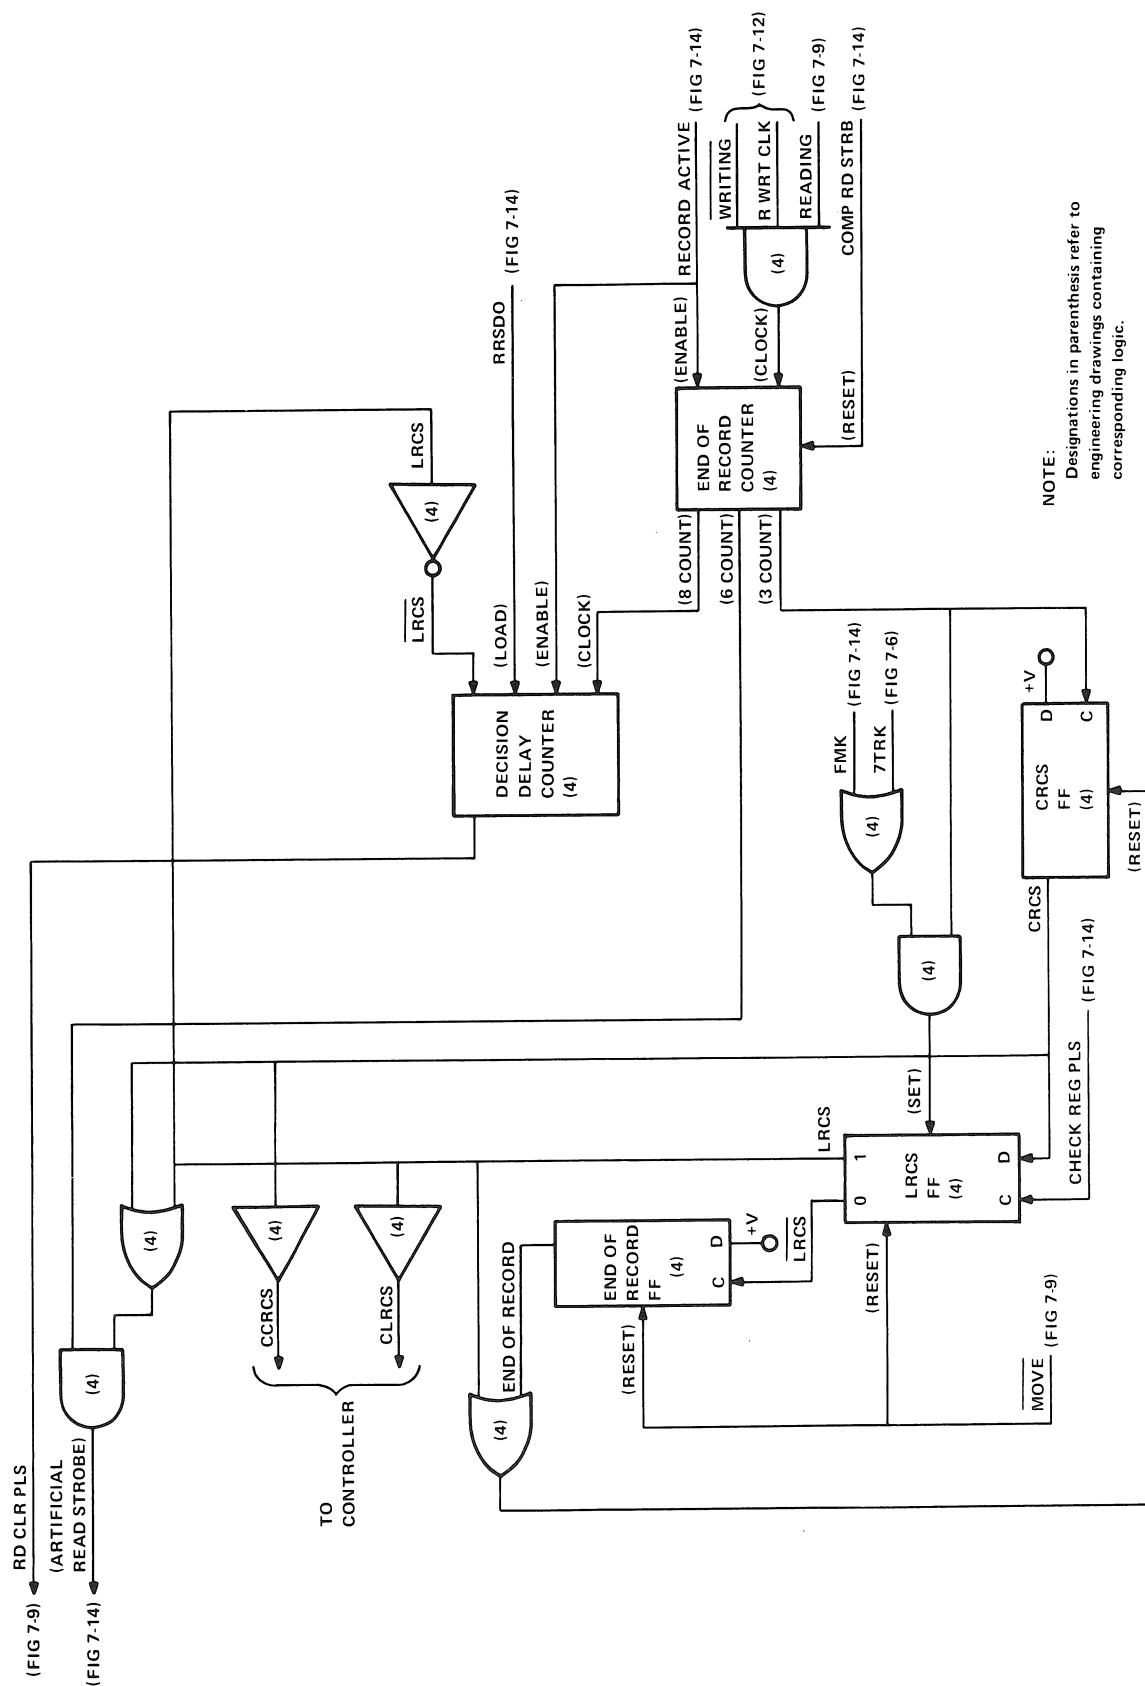 RD CLR PLS
(FIG 7-9)
(ARTIFICIAL
READ STROBE)
(FIG 7-14)
(4)
(4)
CCRCS
(4)
CLRCS
(4)
TO
CONTROLLER
LRCS
(4)
LRCS
RRSDO
(FIG 7-14)
(LOAD)
(ENABLE)
(CLOCK)
DECISION
DELAY
COUNTER
(4)
RECORD ACTIVE
(FIG 7-14)
(ENABLE)
WRITING
R WRT CLK
(FIG 7-12)
READING
(FIG 7-9)
(4)
(CLOCK)
COMP RD STRB
(FIG 7-14)
(RESET)
END OF
RECORD
COUNTER
(4)
(8 COUNT)
(6 COUNT)
(3 COUNT)
FMK
(FIG 7-14)
7TRK
(FIG 7-6)
(4)
(4)
(SET)
+V
D
C
CRCS
FF
(4)
(RESET)
CRCS
CHECK REG PLS
(FIG 7-14)
LRCS
1
0
LRCS
FF
(4)
D
C
LRCS
(RESET)
END OF
RECORD
FF
(4)
D
C
+V
END OF RECORD
(RESET)
(4)
MOVE
(FIG 7-9)
NOTE:
Designations in parenthesis refer to
engineering drawings containing
corresponding logic.